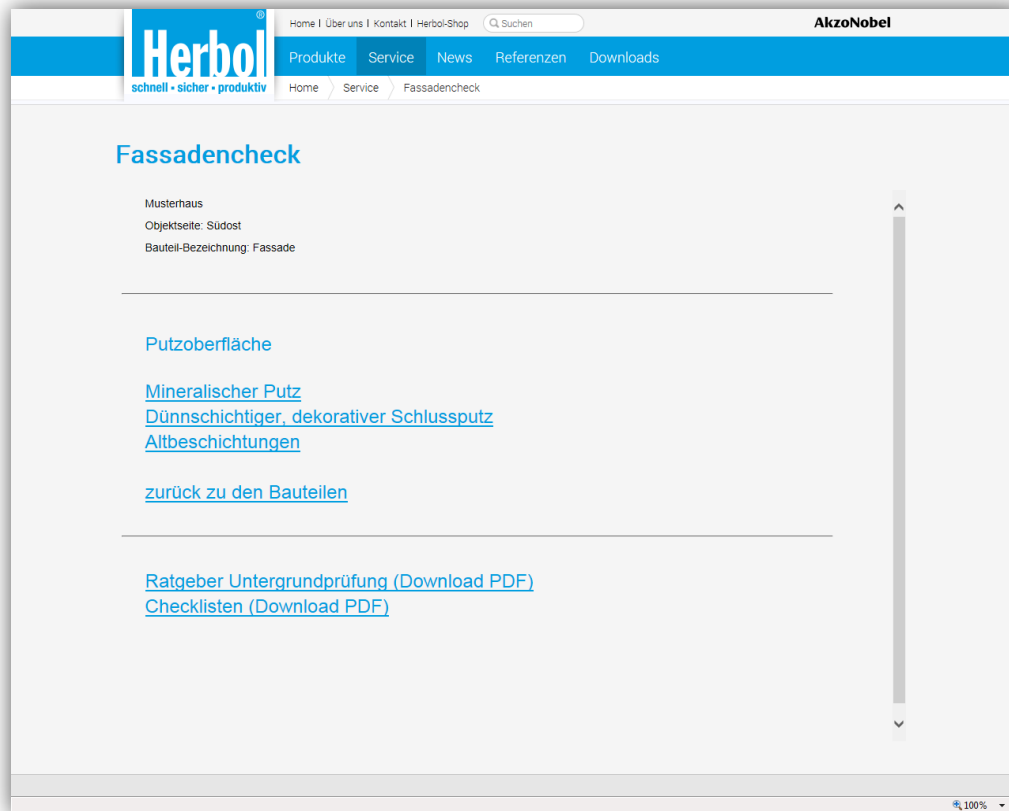 Home I Über uns I Kontakt I Herbol-Shop
Suchen
AkzoNobel
Herbol®
schnell • sicher • produktiv
Produkte Service News Referenzen Downloads
Home Service Fassadencheck
Fassadencheck
Musterhaus
Objektseite: Südost
Bauteil-Bezeichnung: Fassade
Putzoberfläche
Mineralischer Putz
Dünnschichtiger, dekorativer Schlussputz
Altbeschichtungen
zurück zu den Bauteilen
Ratgeber Untergrundprüfung (Download PDF)
Checklisten (Download PDF)
100%